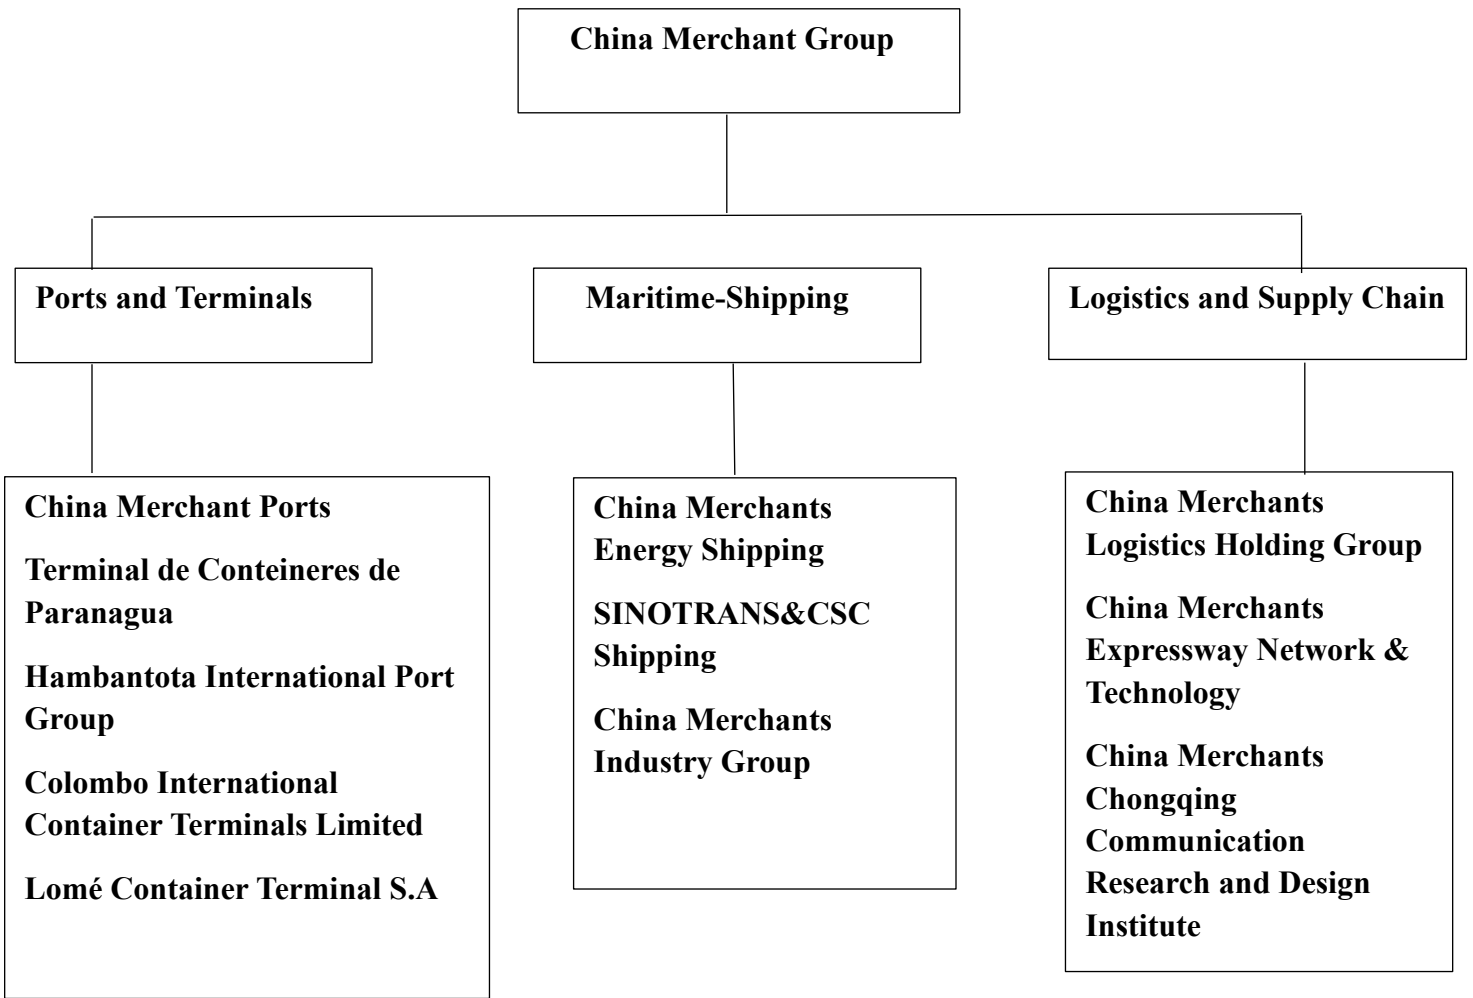 China Merchant Group
Ports and Terminals
Maritime-Shipping
Logistics and Supply Chain
China Merchant Ports
Terminal de Conteineres de
Paranagua
Hambantota International Port
Group
Colombo International
Container Terminals Limited
Lomé Container Terminal S.A
China Merchants
Energy Shipping
SINOTRANS&CSC
Shipping
China Merchants
Industry Group
China Merchants
Logistics Holding Group
China Merchants
Expressway Network &
Technology
China Merchants
Chongqing
Communication
Research and Design
Institute